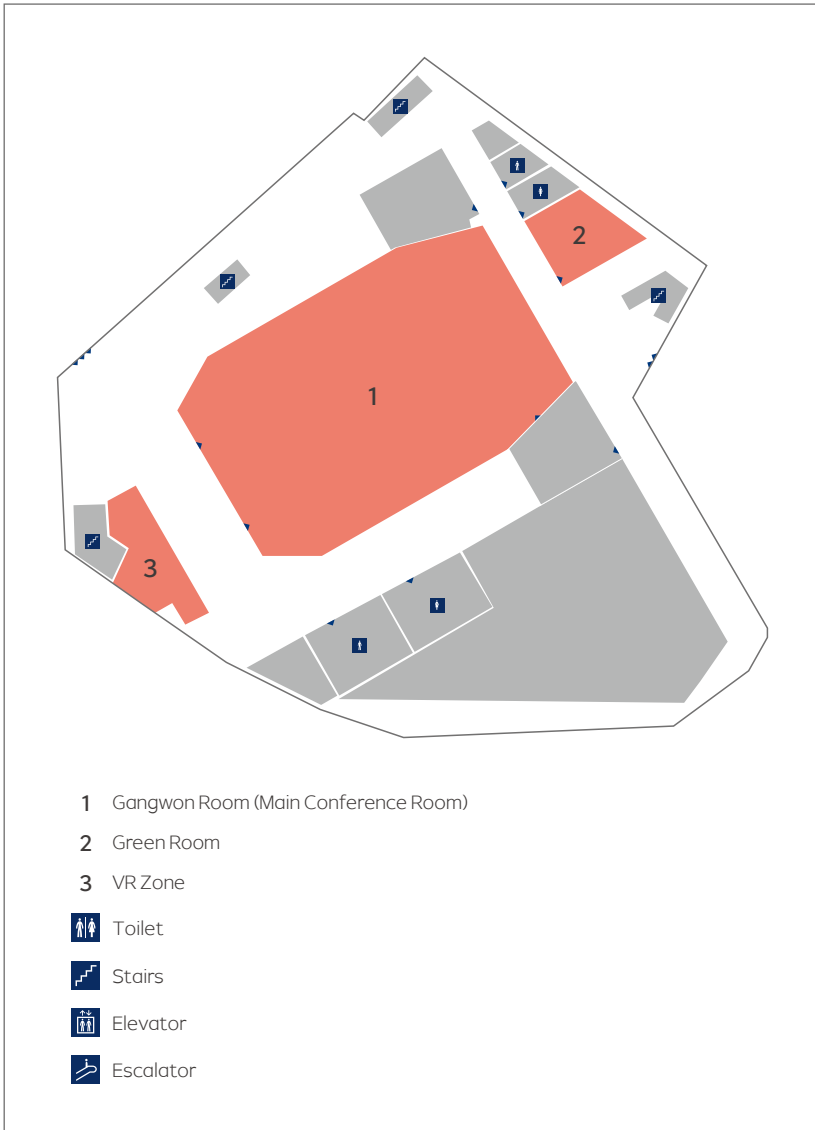 2
1
3
1 Gangwon Room (Main Conference Room)
2 Green Room
3 VR Zone
Toilet
Stairs
Elevator
Escalator